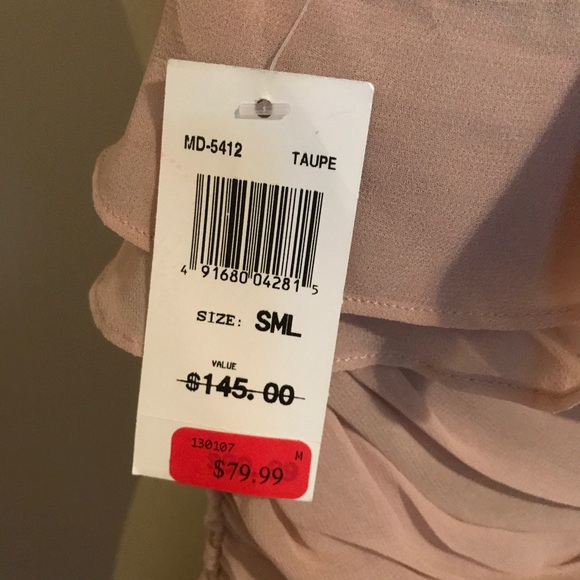 MD-5412 TAUPE
4 91680 04281 5
SIZE: SML
VALUE
$145.00
130107 M
$79.99